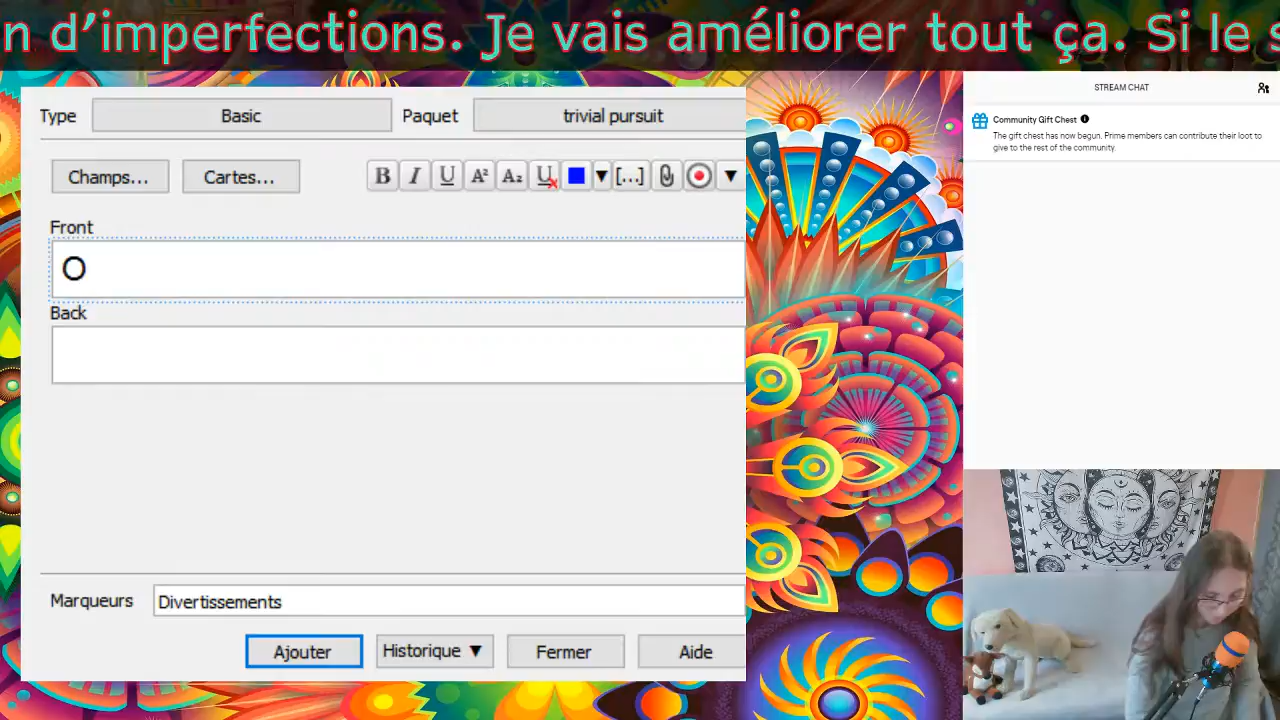 n d’imperfections. Je vais améliorer tout ça. Si le s
Type Basic Paquet trivial pursuit
Champs... Cartes... B I U A² A₂ U [...]
Front
O
Back
Marqueurs Divertissements
Ajouter Historique ▼ Fermer Aide
STREAM CHAT
Community Gift Chest
The gift chest has now begun. Prime members can contribute their loot to
give to the rest of the community.